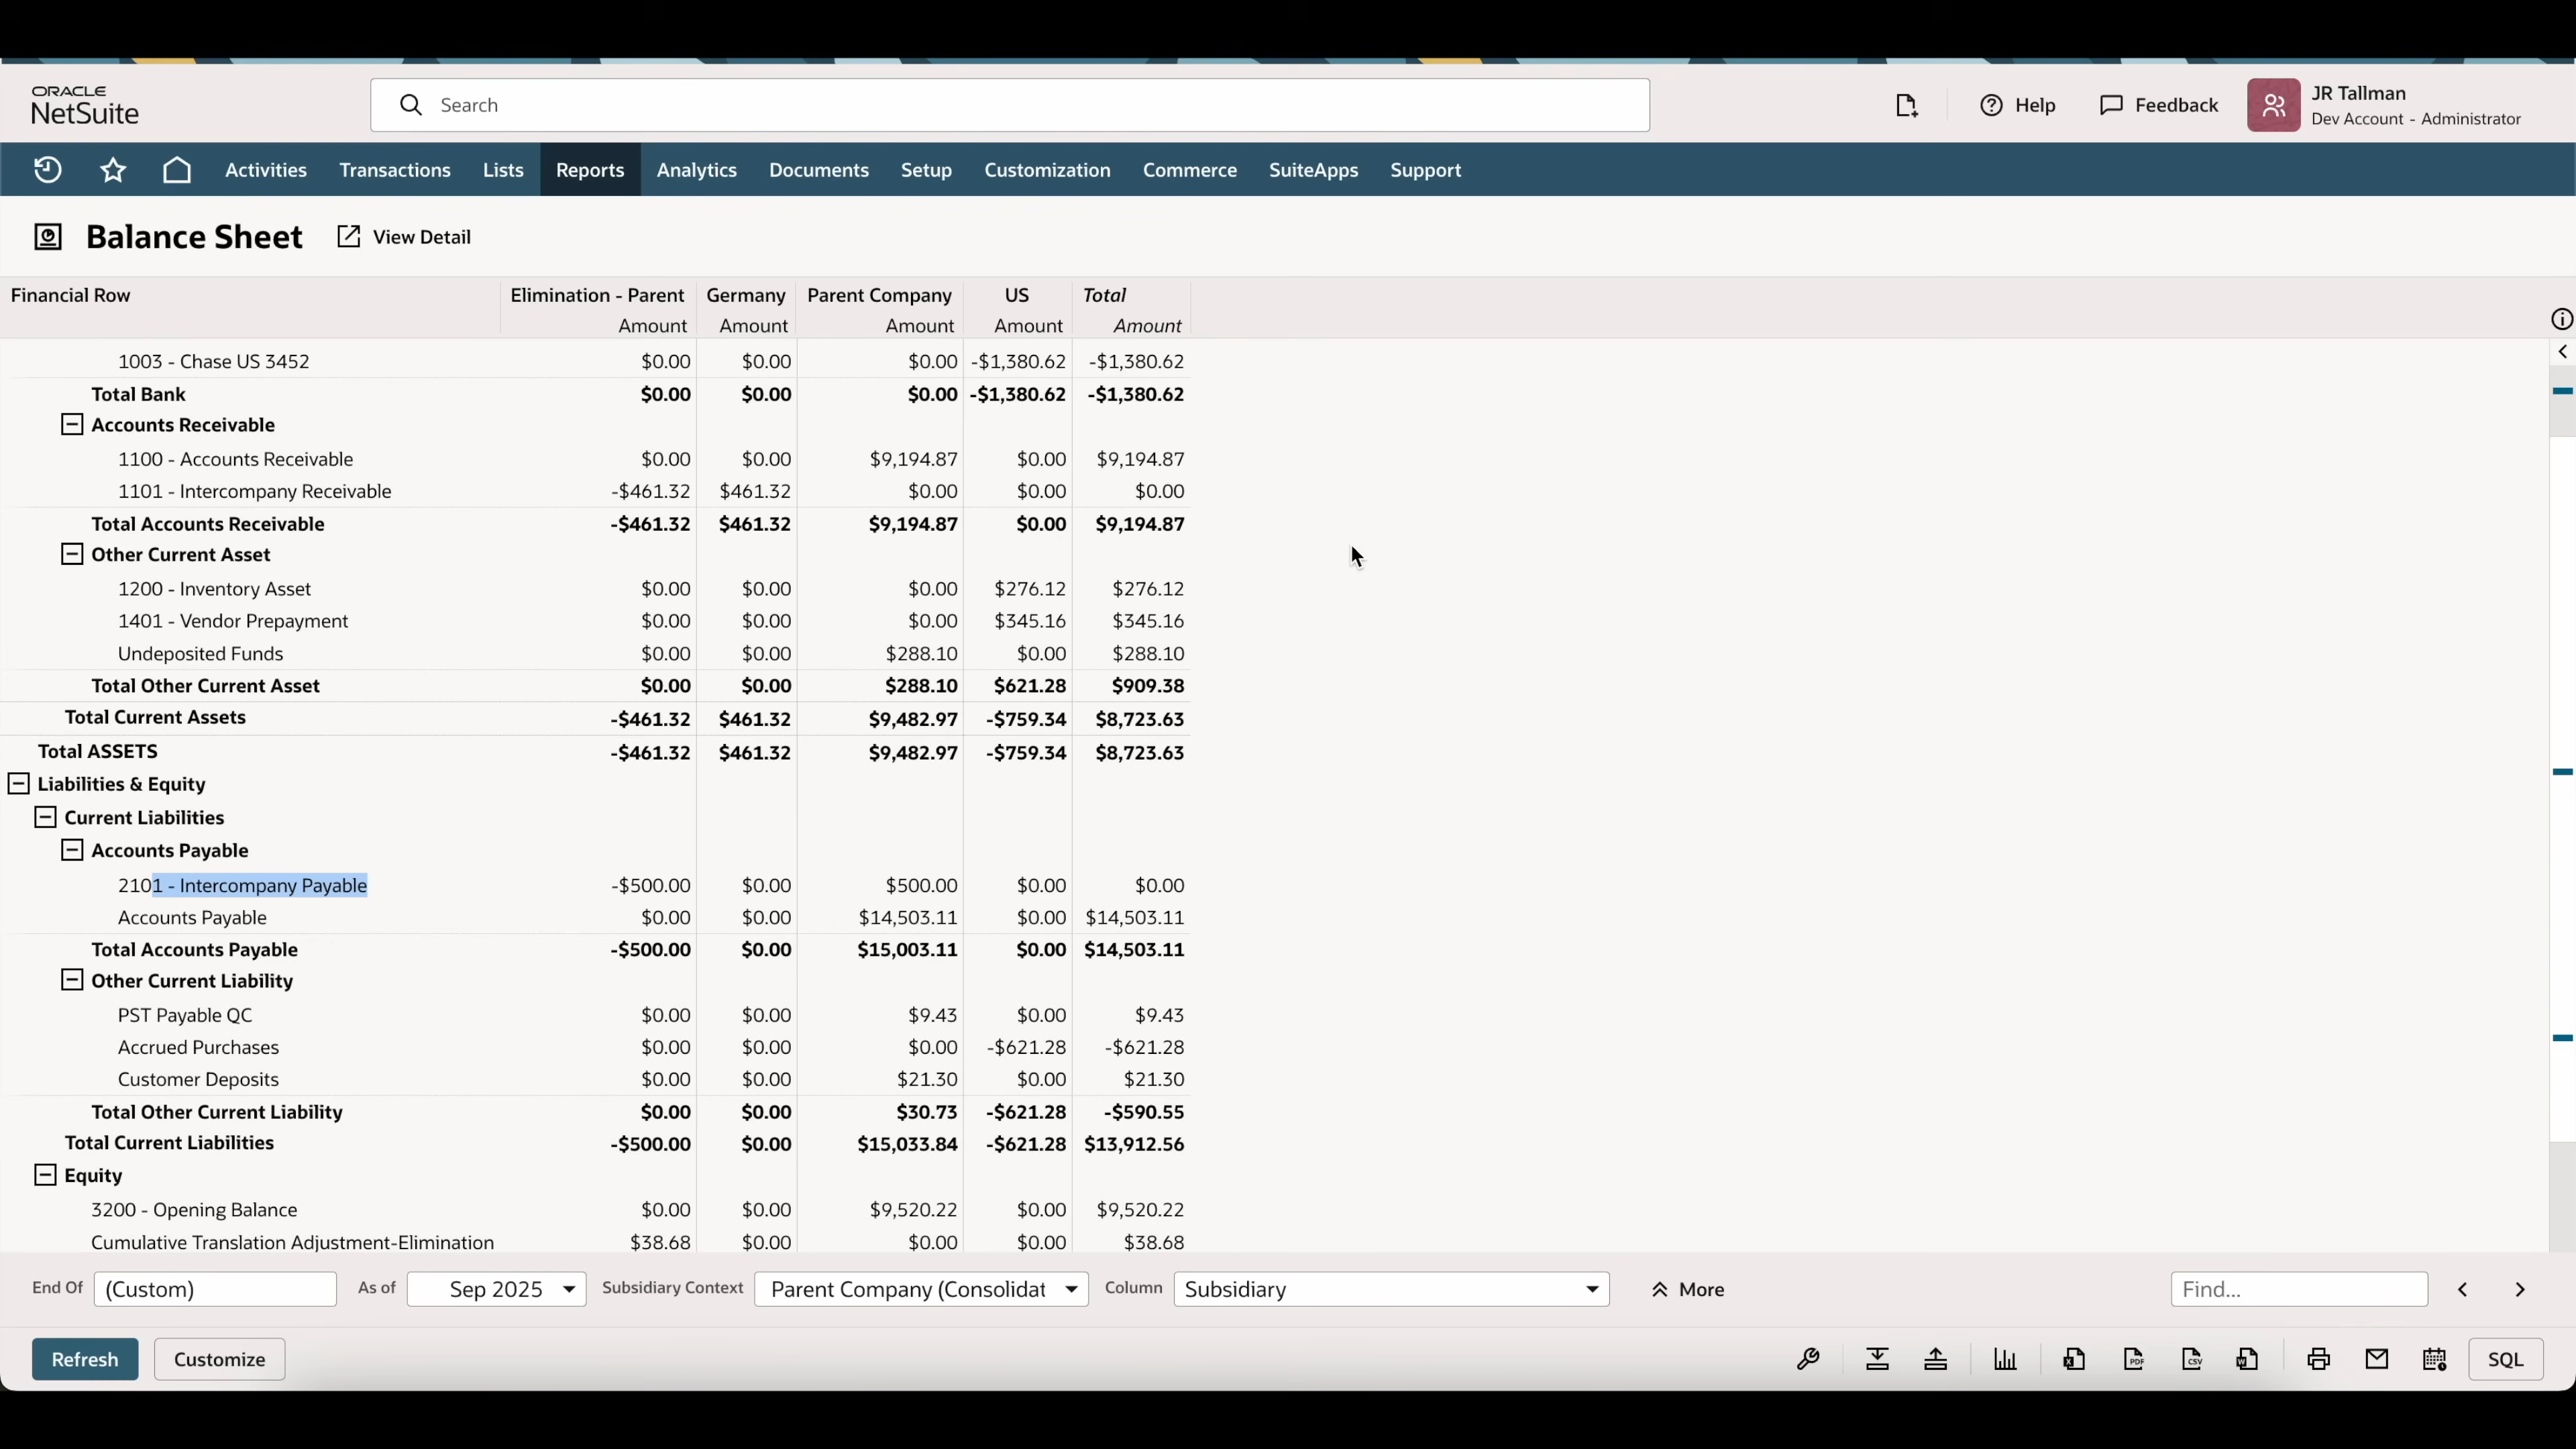 ORACLE
NetSuite
Search
Help
Feedback
JR Tallman
Dev Account - Administrator
Activities Transactions Lists Reports Analytics Documents Setup Customization Commerce SuiteApps Support
Balance Sheet View Detail
Financial Row Elimination - Parent Germany Parent Company US Total
Amount Amount Amount Amount Amount
1003 - Chase US 3452 $0.00 $0.00 $0.00 -$1,380.62 -$1,380.62
Total Bank $0.00 $0.00 $0.00 -$1,380.62 -$1,380.62
Accounts Receivable
1100 - Accounts Receivable $0.00 $0.00 $9,194.87 $0.00 $9,194.87
1101 - Intercompany Receivable -$461.32 $461.32 $0.00 $0.00 $0.00
Total Accounts Receivable -$461.32 $461.32 $9,194.87 $0.00 $9,194.87
Other Current Asset
1200 - Inventory Asset $0.00 $0.00 $0.00 $276.12 $276.12
1401 - Vendor Prepayment $0.00 $0.00 $0.00 $345.16 $345.16
Undeposited Funds $0.00 $0.00 $288.10 $0.00 $288.10
Total Other Current Asset $0.00 $0.00 $288.10 $621.28 $909.38
Total Current Assets -$461.32 $461.32 $9,482.97 -$759.34 $8,723.63
Total ASSETS -$461.32 $461.32 $9,482.97 -$759.34 $8,723.63
Liabilities & Equity
Current Liabilities
Accounts Payable
2101 - Intercompany Payable -$500.00 $0.00 $500.00 $0.00 $0.00
Accounts Payable $0.00 $0.00 $14,503.11 $0.00 $14,503.11
Total Accounts Payable -$500.00 $0.00 $15,003.11 $0.00 $14,503.11
Other Current Liability
PST Payable QC $0.00 $0.00 $9.43 $0.00 $9.43
Accrued Purchases $0.00 $0.00 $0.00 -$621.28 -$621.28
Customer Deposits $0.00 $0.00 $21.30 $0.00 $21.30
Total Other Current Liability $0.00 $0.00 $30.73 -$621.28 -$590.55
Total Current Liabilities -$500.00 $0.00 $15,033.84 -$621.28 $13,912.56
Equity
3200 - Opening Balance $0.00 $0.00 $9,520.22 $0.00 $9,520.22
Cumulative Translation Adjustment-Elimination $38.68 $0.00 $0.00 $0.00 $38.68
End Of (Custom) As of Sep 2025 Subsidiary Context Parent Company (Consolidat Column Subsidiary More Find...
Refresh Customize PDF CSV SQL